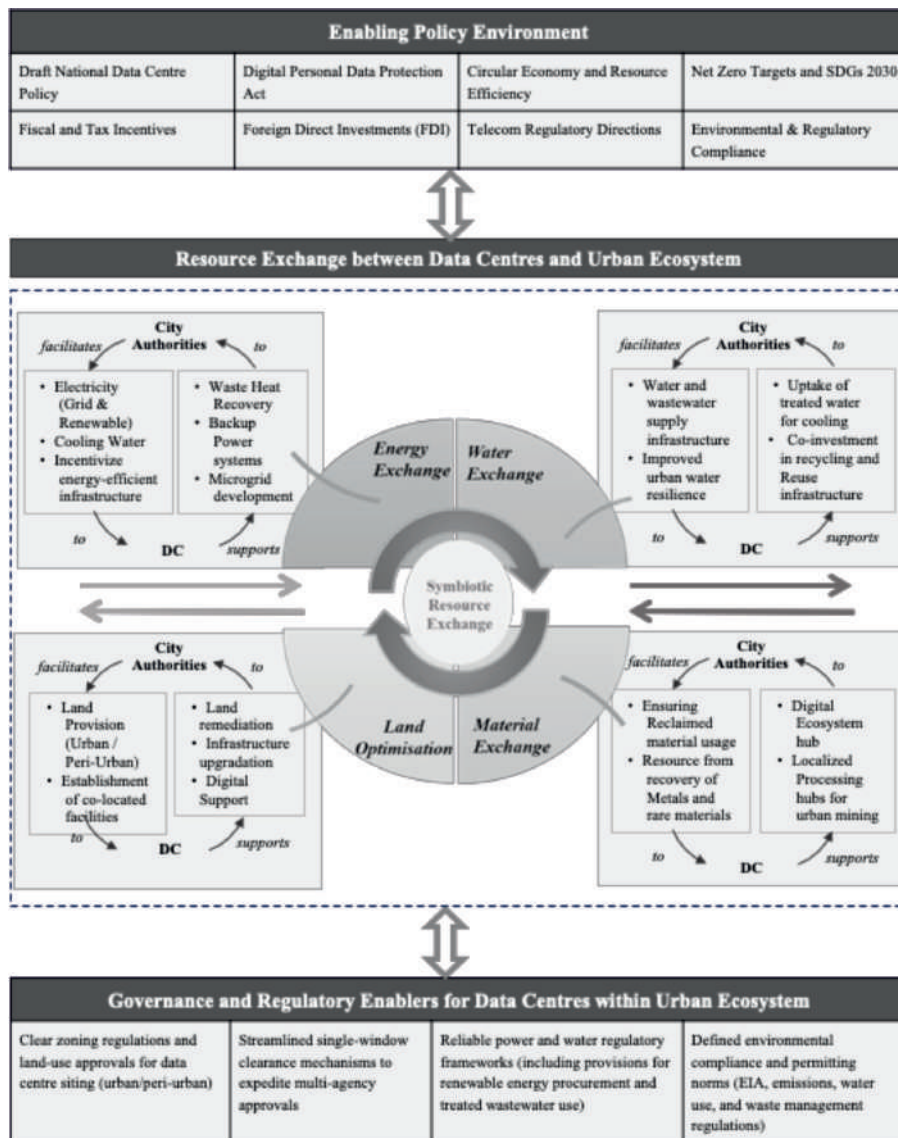 Enabling Policy Environment
Draft National Data Centre
Policy
Digital Personal Data Protection
Act
Circular Economy and Resource
Efficiency
Net Zero Targets and SDGs 2030
Fiscal and Tax Incentives
Foreign Direct Investments (FDI)
Telecom Regulatory Directions
Environmental & Regulatory
Compliance
Resource Exchange between Data Centres and Urban Ecosystem
City
Authorities
facilitates
to
• Electricity
(Grid &
Renewable)
• Cooling Water
• Incentivize
energy-efficient
infrastructure
• Waste Heat
Recovery
• Backup
Power
systems
• Microgrid
development
to
DC
supports
Energy
Exchange
Water
Exchange
City
Authorities
facilitates
to
• Water and
wastewater
supply
infrastructure
• Improved
urban water
resilience
• Uptake of
treated water
for cooling
• Co-investment
in recycling and
Reuse
infrastructure
to
DC
supports
Symbiotic
Resource
Exchange
City
Authorities
facilitates
to
• Land
Provision
(Urban /
Peri-Urban)
• Establishment
of co-located
facilities
• Land
remediation
• Infrastructure
upgradation
• Digital
Support
to
DC
supports
Land
Optimisation
Material
Exchange
City
Authorities
facilitates
to
• Ensuring
Reclaimed
material usage
• Resource from
recovery of
Metals and
rare materials
• Digital
Ecosystem
hub
• Localized
Processing
hubs for
urban mining
to
DC
supports
Governance and Regulatory Enablers for Data Centres within Urban Ecosystem
Clear zoning regulations and
land-use approvals for data
centre siting (urban/peri-urban)
Streamlined single-window
clearance mechanisms to
expedite multi-agency
approvals
Reliable power and water regulatory
frameworks (including provisions for
renewable energy procurement and
treated wastewater use)
Defined environmental
compliance and permitting
norms (EIA, emissions, water
use, and waste management
regulations)